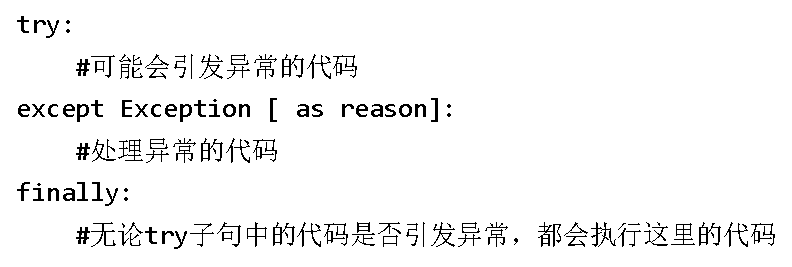 try:
    #可能会引发异常的代码
except Exception [ as reason]:
    #处理异常的代码
finally:
    #无论try子句中的代码是否引发异常，都会执行这里的代码